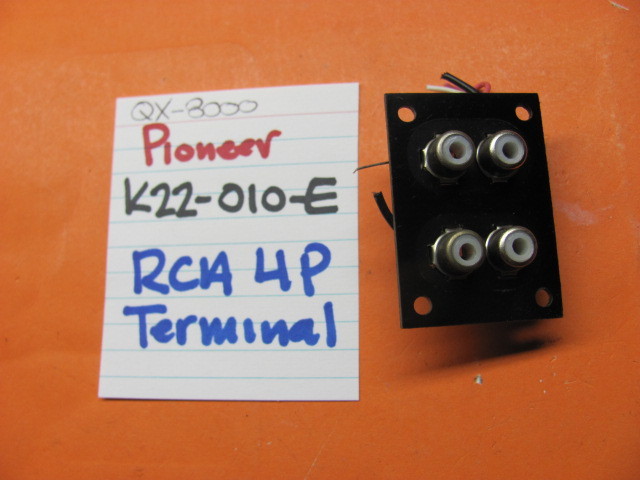 QX-8000
Pioneer
K22-010-E
RCA 4P
Terminal